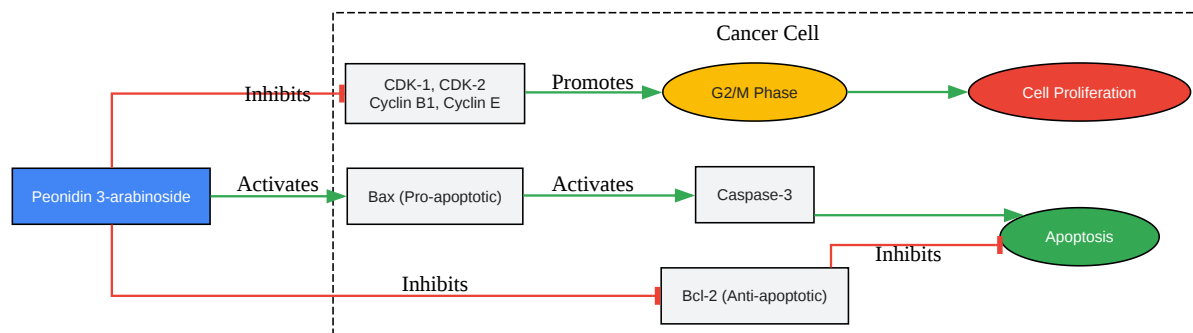 Cancer Cell
Inhibits
CDK-1, CDK-2
Cyclin B1, Cyclin E
Promotes
G2/M Phase
Cell Proliferation
Peonidin 3-arabinoside
Activates
Bax (Pro-apoptotic)
Activates
Caspase-3
Apoptosis
Inhibits
Bcl-2 (Anti-apoptotic)
Inhibits